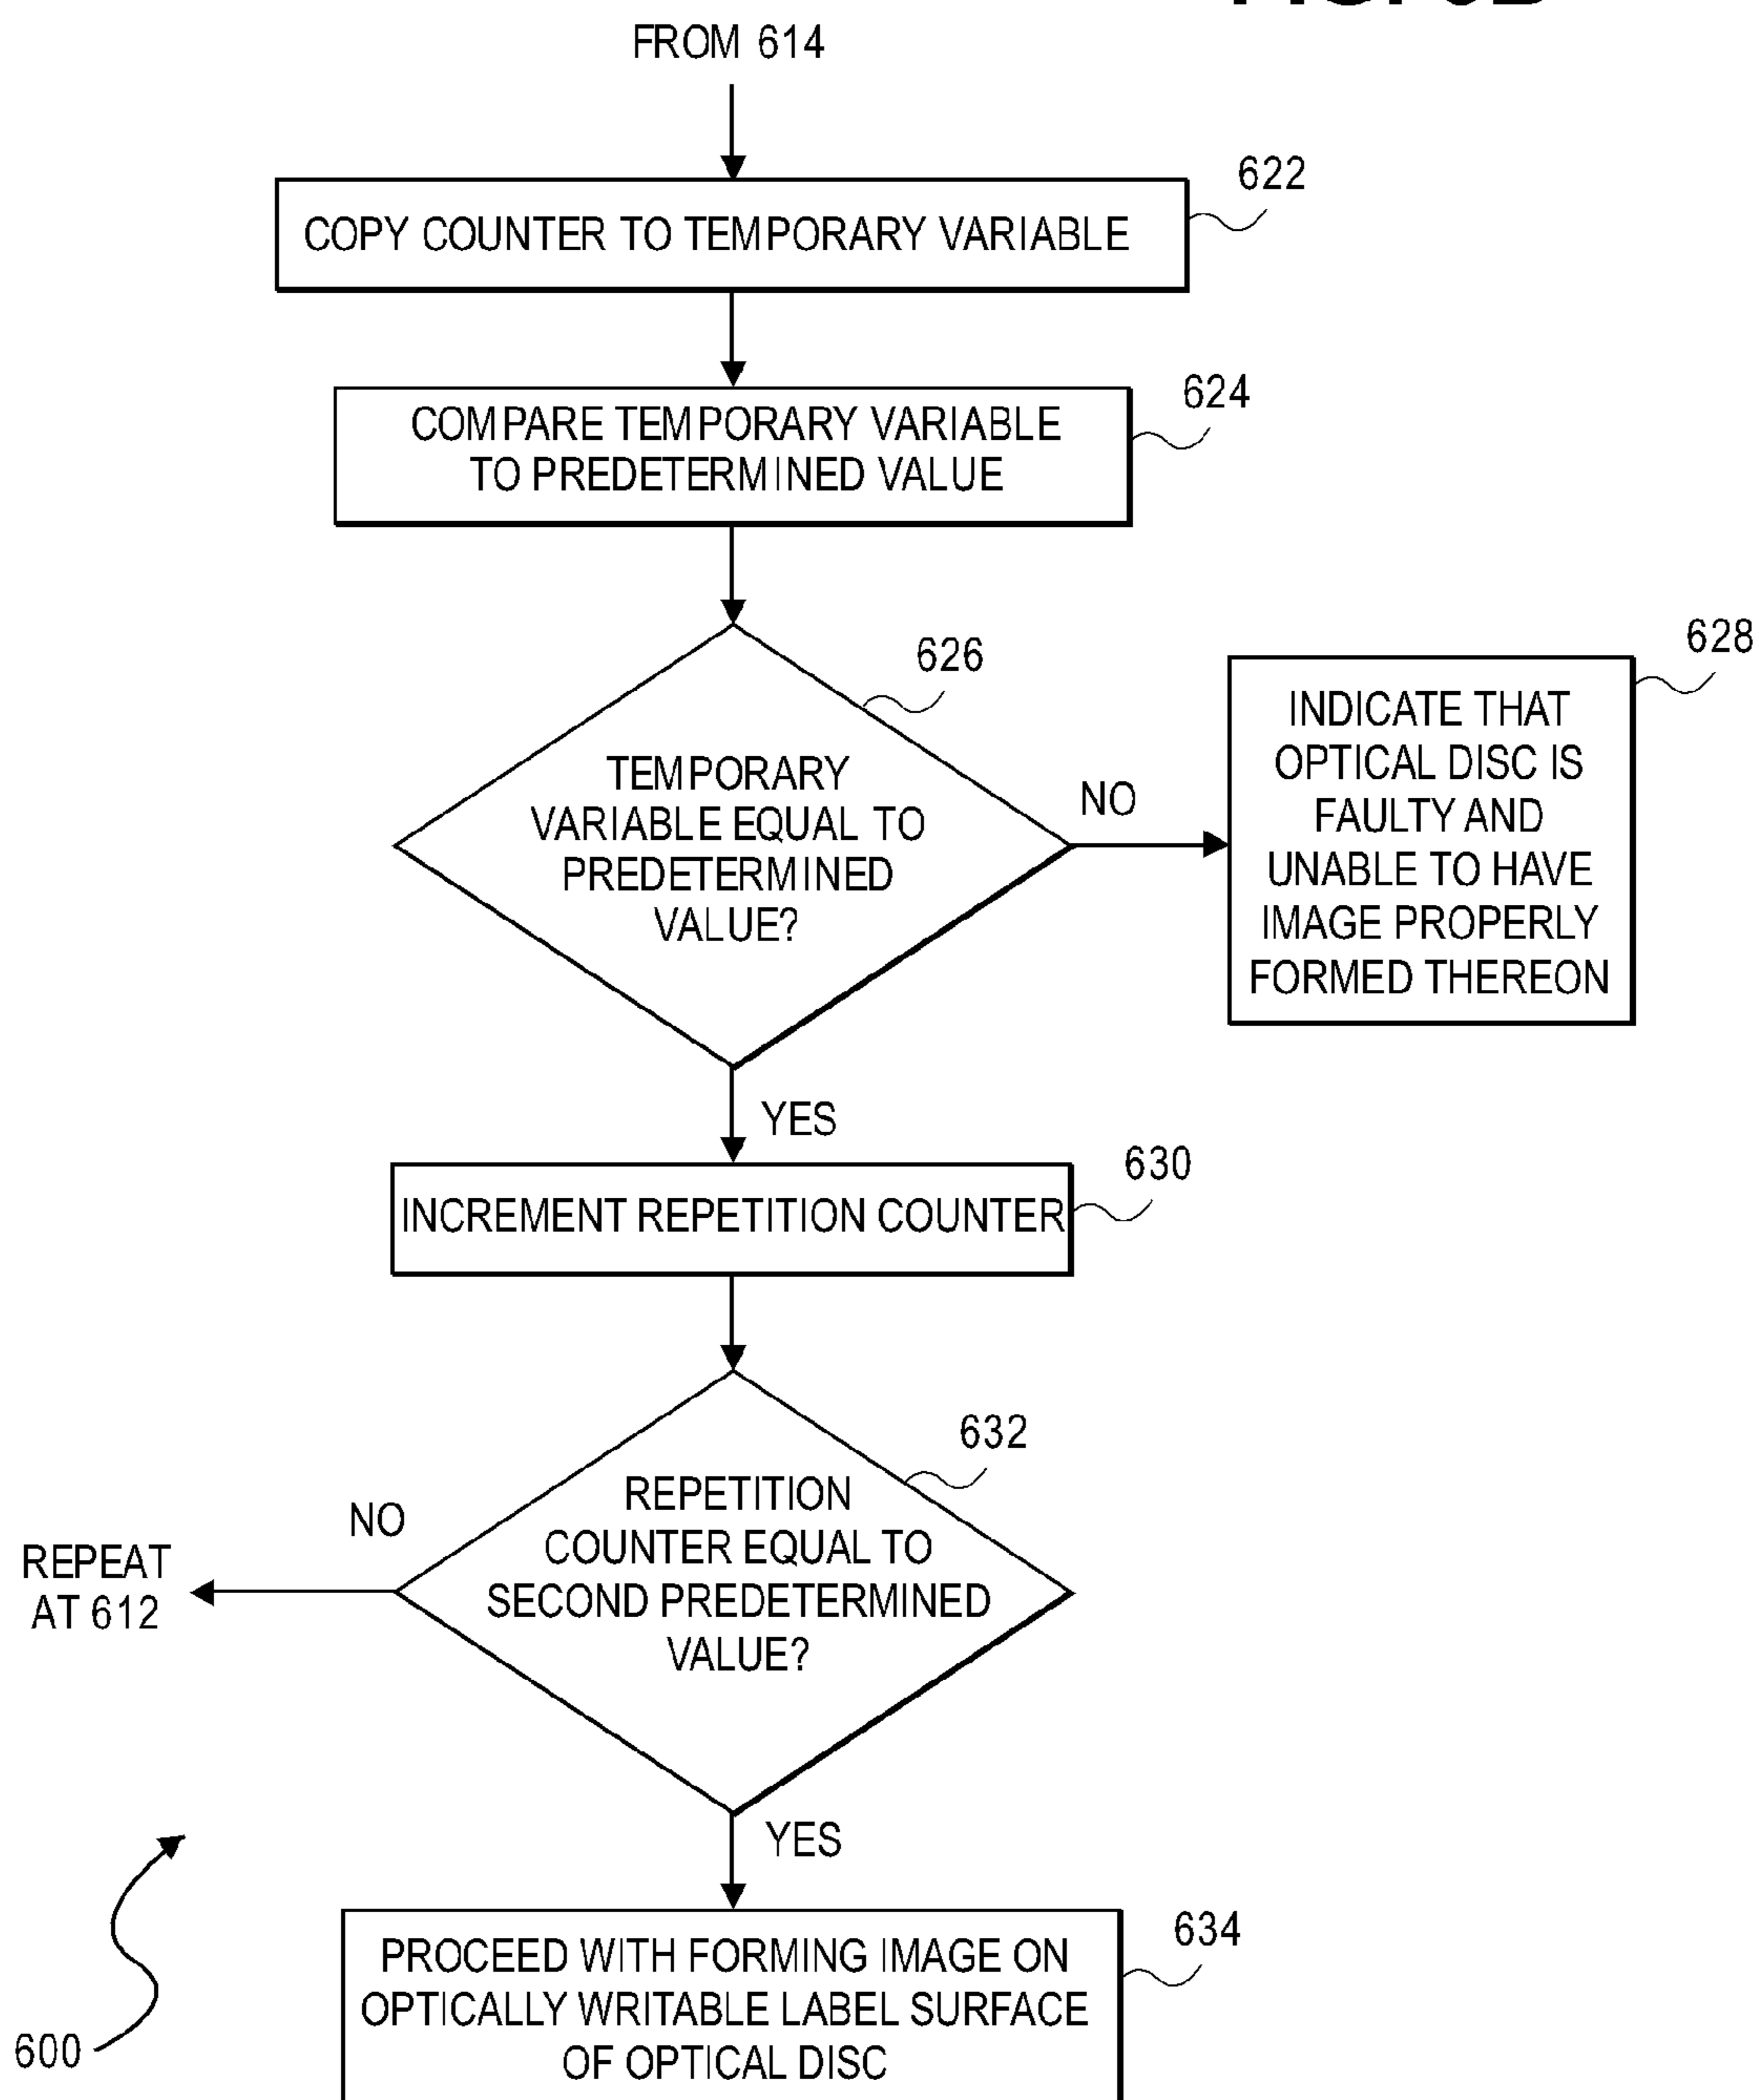 FROM 614
622
COPY COUNTER TO TEMPORARY VARIABLE
624
COMPARE TEMPORARY VARIABLE
TO PREDETERMINED VALUE
626
TEMPORARY
VARIABLE EQUAL TO
PREDETERMINED
VALUE?
NO
628
INDICATE THAT
OPTICAL DISC IS
FAULTY AND
UNABLE TO HAVE
IMAGE PROPERLY
FORMED THEREON
YES
630
INCREMENT REPETITION COUNTER
632
REPETITION
COUNTER EQUAL TO
SECOND PREDETERMINED
VALUE?
NO
REPEAT
AT 612
YES
634
PROCEED WITH FORMING IMAGE ON
OPTICALLY WRITABLE LABEL SURFACE
OF OPTICAL DISC
600